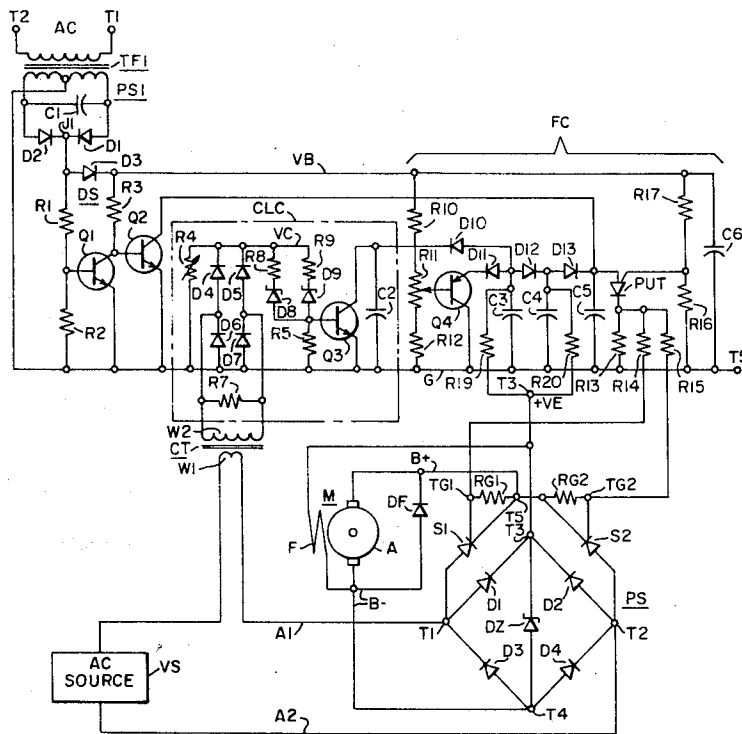 T2 AC T1
TF1
PS1
C1
J1
D2 D1
D3
DS
VB
FC
R1
R3
Q2
Q1
R2
CLC
R4
VC
R8
R9
D4
D5
D8
D9
D6
D7
R5
Q3
C2
R7
R10
D10
R11
D11
D12
D13
R17
C6
PUT
Q4
C3
C4
C5
R12
R16
G
R19
T3
+VE
R20
R13
R14
R15
T5
W2
CT
W1
B+
TG1
RG1
RG2
TG2
M
DF
T5
T3
S1
S2
F
A
B-
D1
D2
PS
DZ
A1
T1
T2
D3
D4
AC
SOURCE
VS
T4
A2